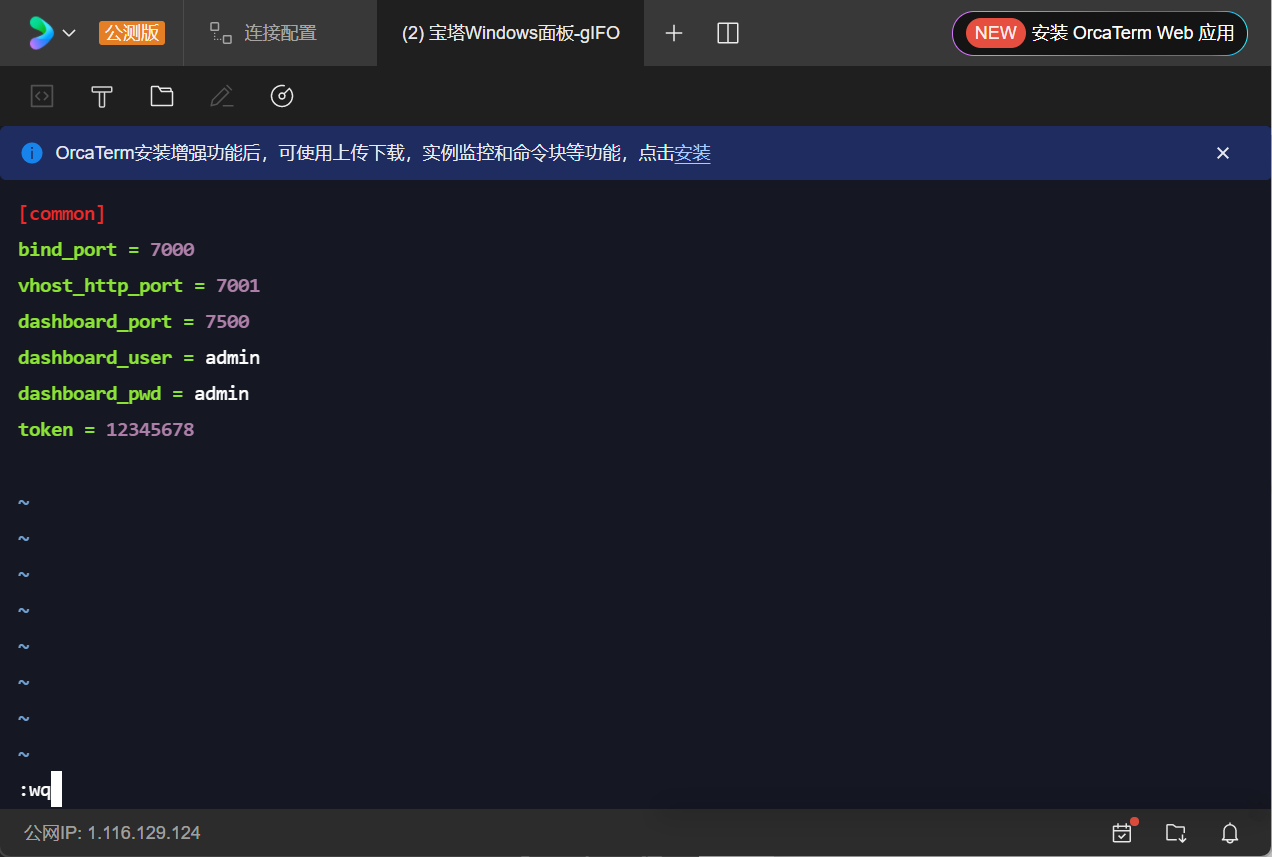 公测版 连接配置 (2) 宝塔Windows面板-gIFO NEW 安装 OrcaTerm Web 应用
OrcaTerm安装增强功能后，可使用上传下载，实例监控和命令块等功能，点击安装
[common]
bind_port = 7000
vhost_http_port = 7001
dashboard_port = 7500
dashboard_user = admin
dashboard_pwd = admin
token = 12345678
~
~
~
~
~
~
~
~
:wq
公网IP: 1.116.129.124